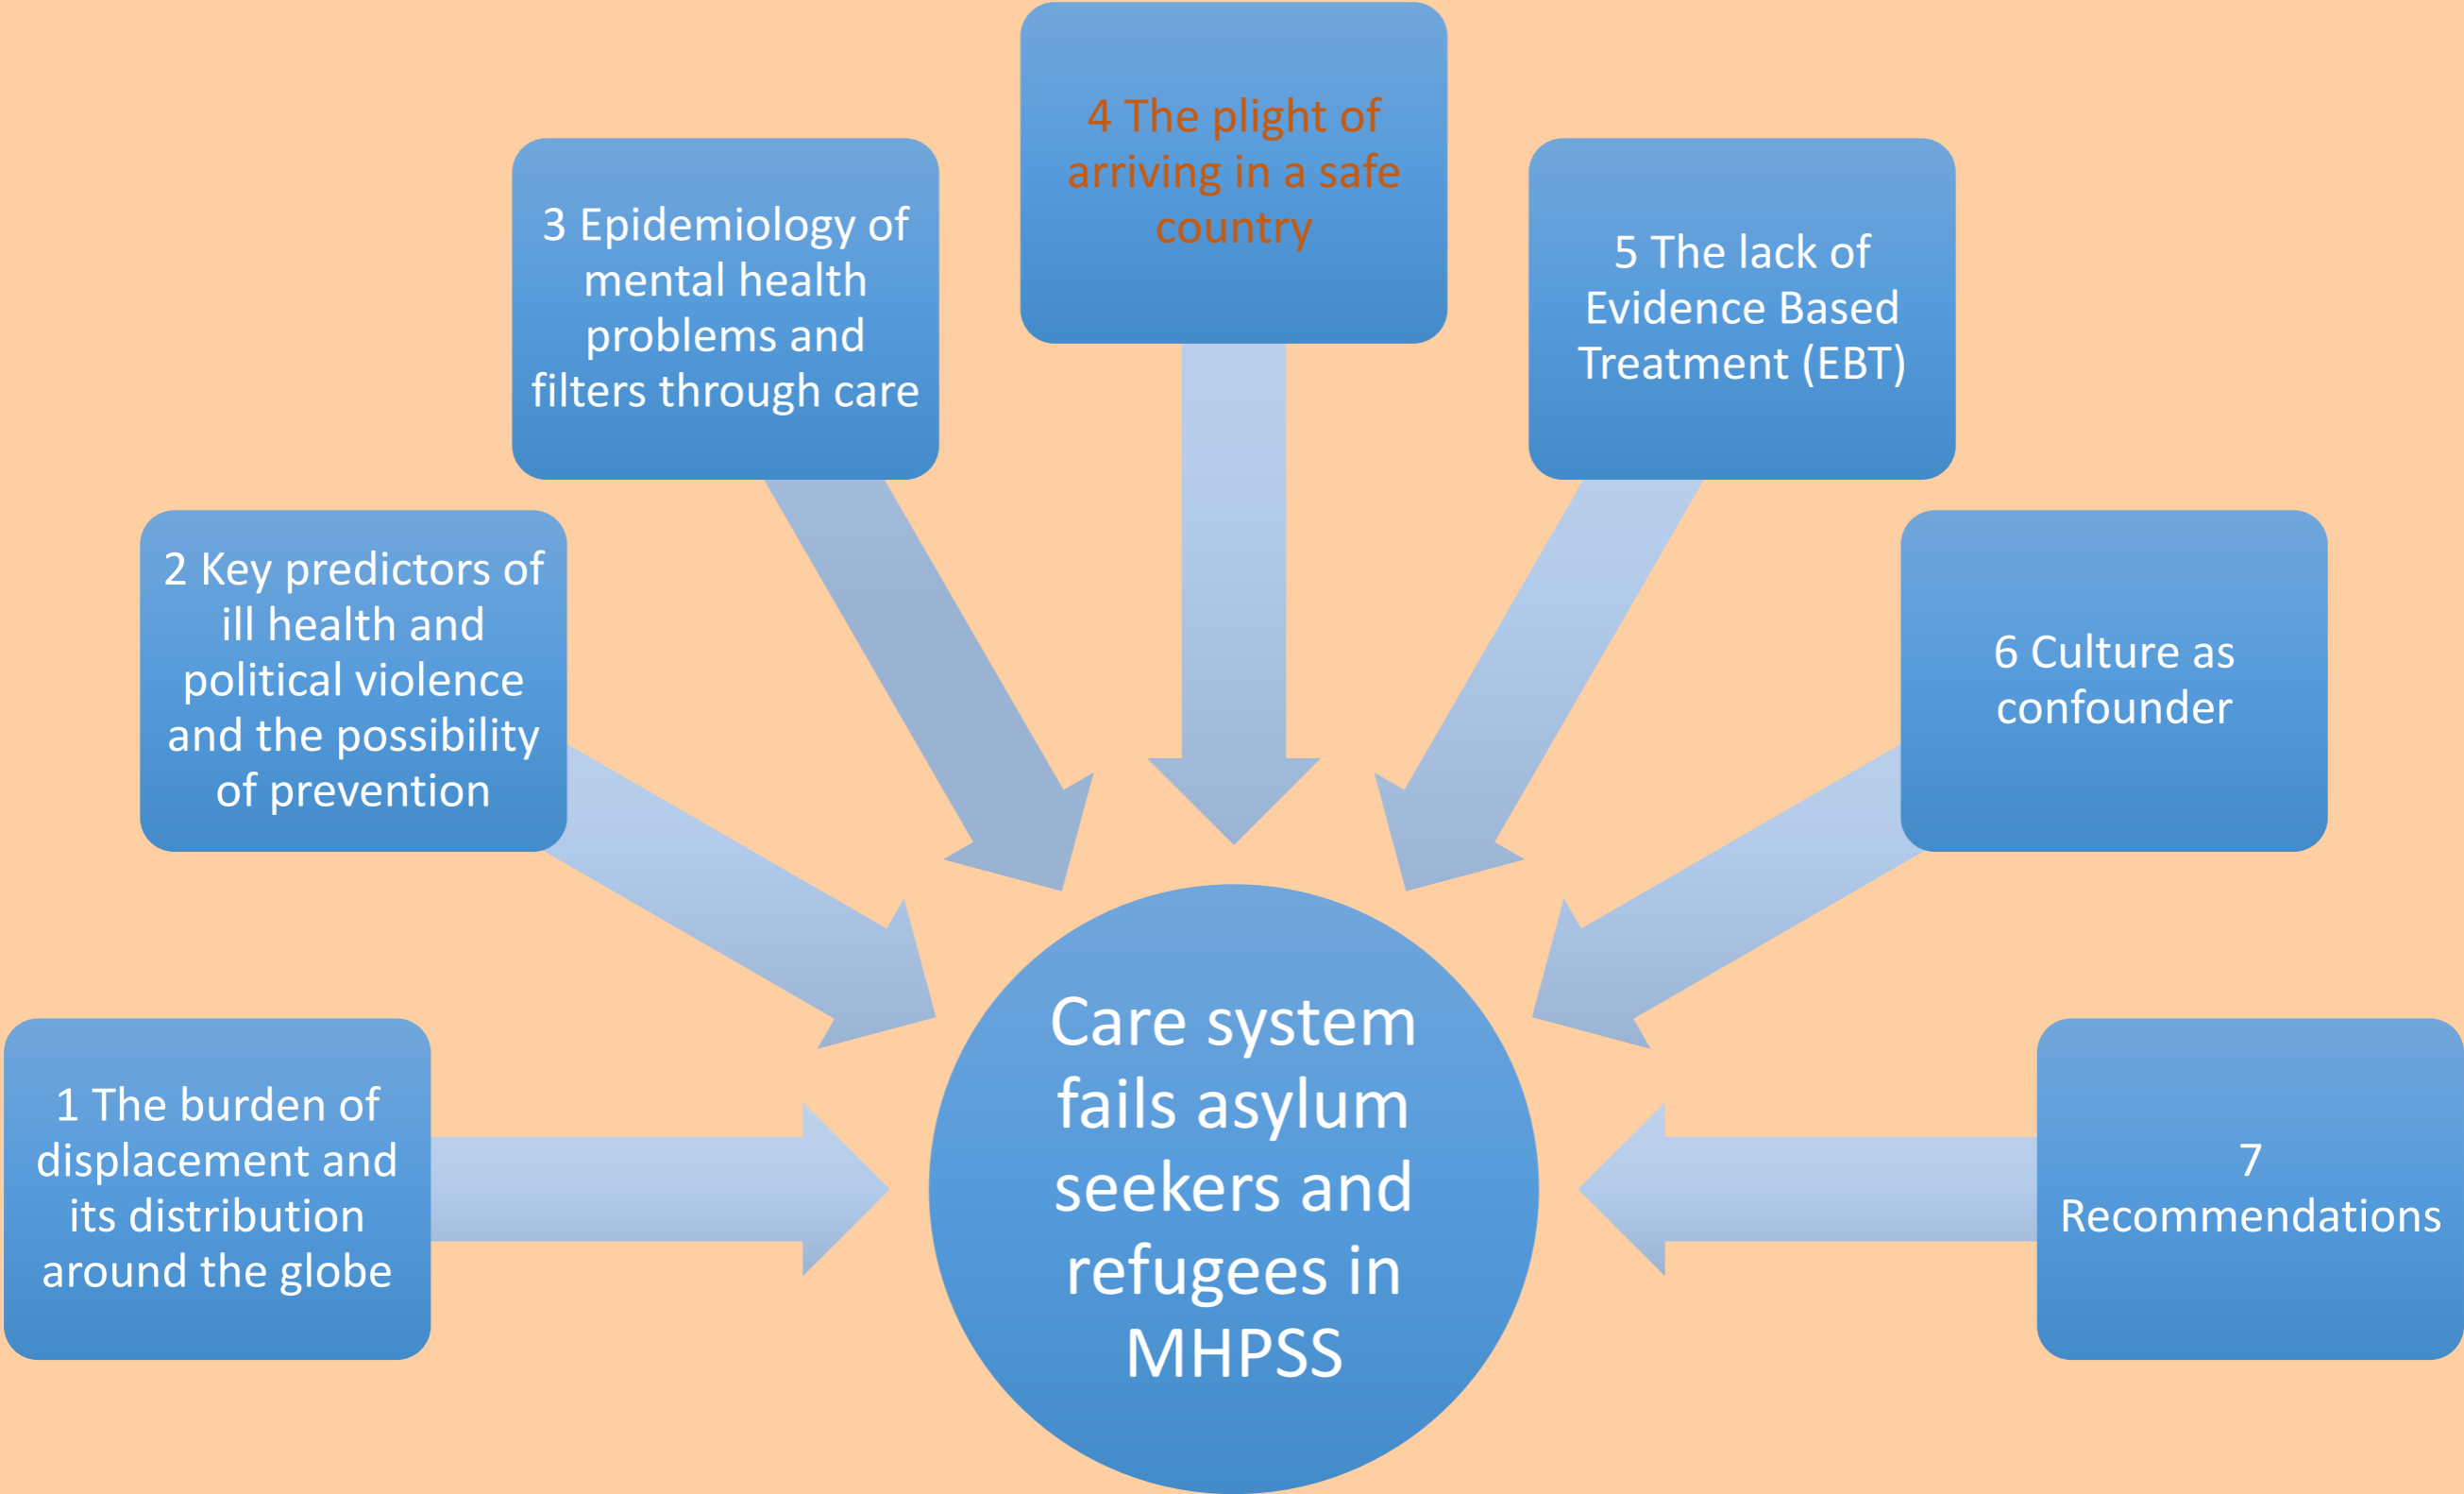 4 The plight of
arriving in a safe
country
3 Epidemiology of
mental health
problems and
filters through care
5 The lack of
Evidence Based
Treatment (EBT)
2 Key predictors of
ill health and
political violence
and the possibility
of prevention
6 Culture as
confounder
1 The burden of
displacement and
its distribution
around the globe
Care system
fails asylum
seekers and
refugees in
MHPSS
7
Recommendations